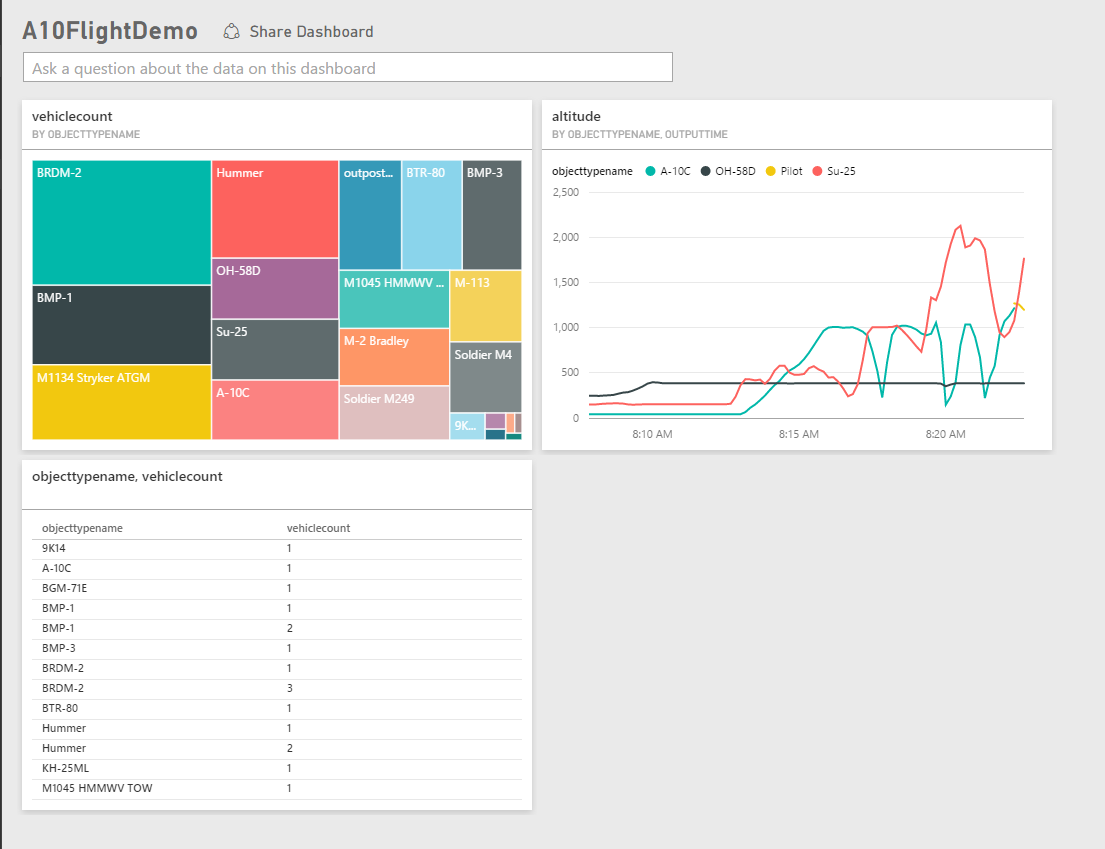 A10FlightDemo
Share Dashboard
Ask a question about the data on this dashboard
vehiclecount
BY OBJECTTYPENAME
BRDM-2
BMP-1
M1134 Stryker ATGM
Hummer
OH-58D
Su-25
A-10C
outpost...
BTR-80
BMP-3
M1045 HMMWV ...
M-2 Bradley
Soldier M249
M-113
Soldier M4
9K...
altitude
BY OBJECTTYPENAME, OUTPUTTIME
objecttypename A-10C OH-58D Pilot Su-25
2,500
2,000
1,500
1,000
500
0
8:10 AM 8:15 AM 8:20 AM
objecttypename, vehiclecount
objecttypename vehiclecount
9K14 1
A-10C 1
BGM-71E 1
BMP-1 1
BMP-1 2
BMP-3 1
BRDM-2 1
BRDM-2 3
BTR-80 1
Hummer 1
Hummer 2
KH-25ML 1
M1045 HMMWV TOW 1